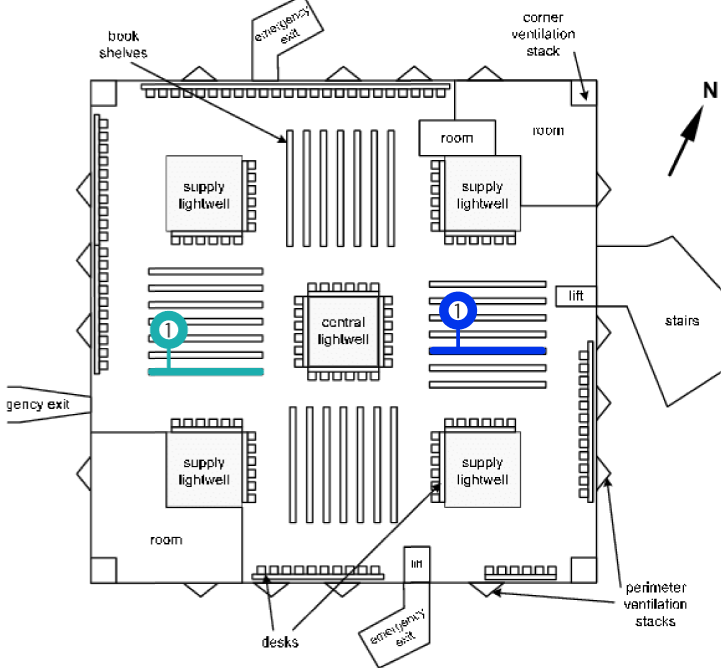 emergency
exit
corner
ventilation
stack
book
shelves
N
room
room
supply
lightwell
supply
lightwell
1
1
central
lightwell
lift
stairs
gency exit
supply
lightwell
supply
lightwell
room
lift
emergency
exit
desks
perimeter
ventilation
stacks